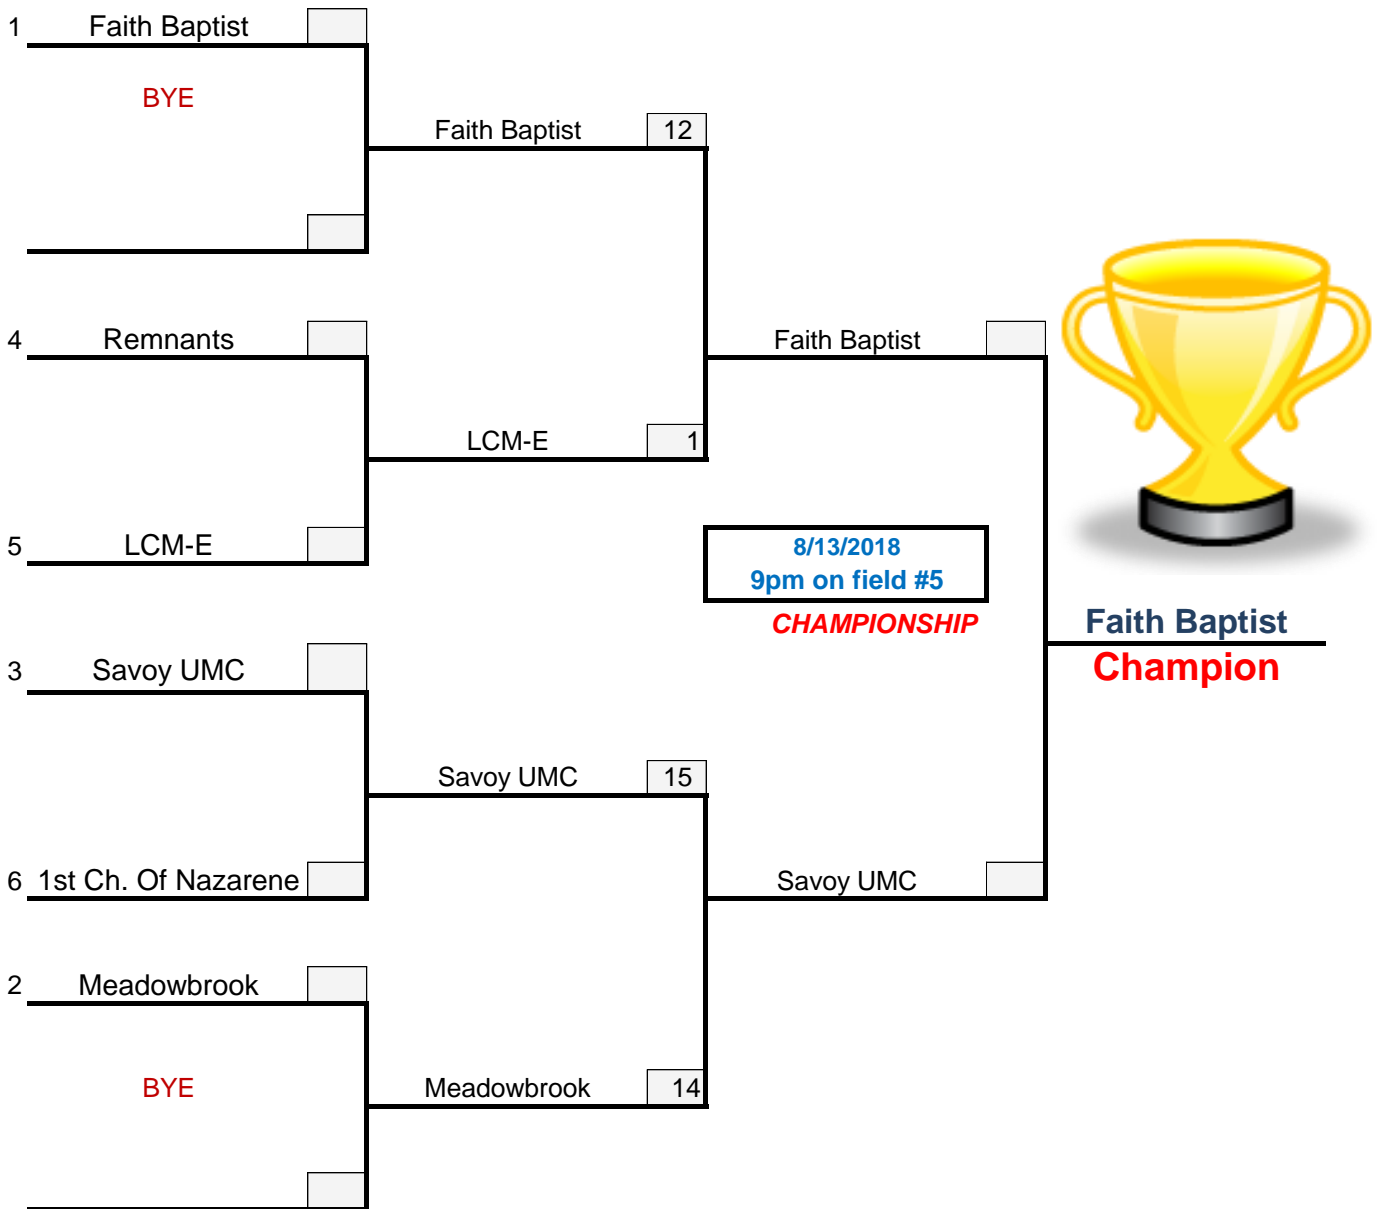 1 Faith Baptist
BYE
Faith Baptist 12
4 Remnants
Faith Baptist
LCM-E 1
5 LCM-E
8/13/2018
9pm on field #5
CHAMPIONSHIP
Faith Baptist
Champion
3 Savoy UMC
Savoy UMC 15
6 1st Ch. Of Nazarene
Savoy UMC
2 Meadowbrook
BYE
Meadowbrook 14